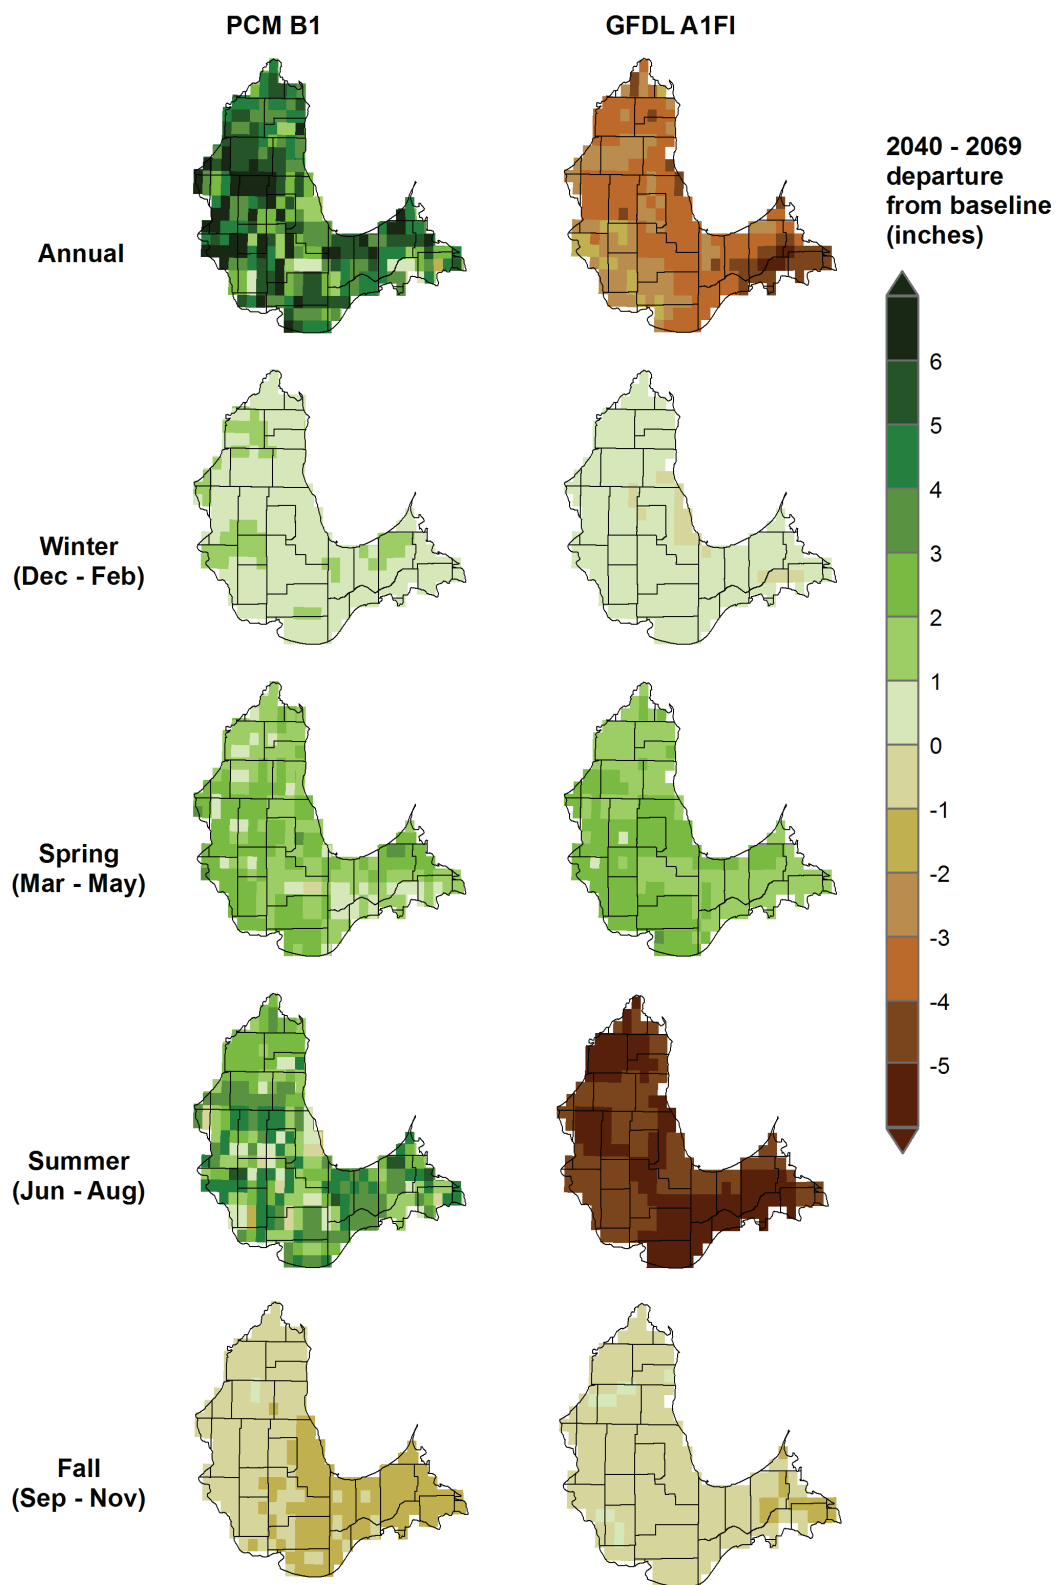 PCM B1
GFDL A1FI
2040 - 2069
departure
from baseline
(inches)
Annual
6
5
4
3
2
1
0
-1
-2
-3
-4
-5
Winter
(Dec - Feb)
Spring
(Mar - May)
Summer
(Jun - Aug)
Fall
(Sep - Nov)